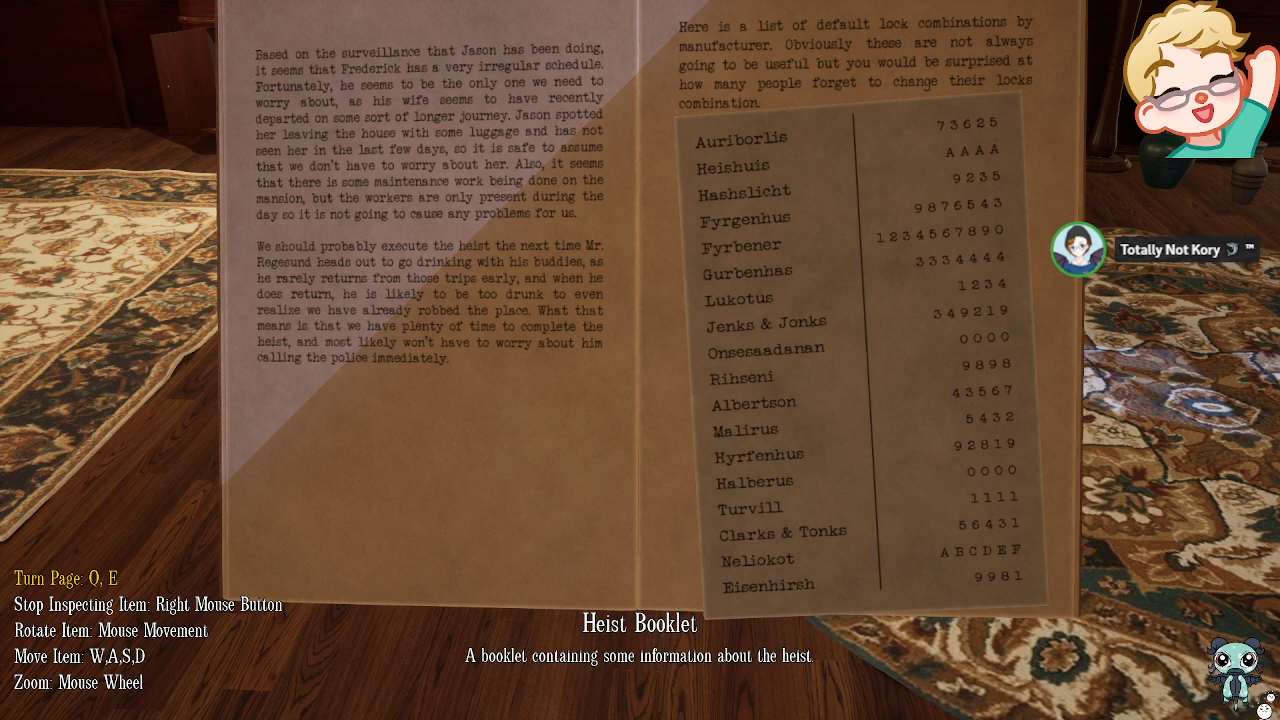 Based on the surveillance that Jason has been doing,
it seems that Frederick has a very irregular schedule.
Fortunately, he seems to be the only one we need to
worry about, as his wife seems to have recently
departed on some sort of longer journey. Jason spotted
her leaving the house with some luggage and has not
seen her in the last few days, so it is safe to assume
that we don't have to worry about her. Also, it seems
that there is some maintenance work being done on the
mansion, but the workers are only present during the
day so it is not going to cause any problems for us.
We should probably execute the heist the next time Mr.
Regesund heads out to go drinking with his buddies, as
he rarely returns from those trips early, and when he
does return, he is likely to be too drunk to even
realize we have already robbed the place. What that
means is that we have plenty of time to complete the
heist, and most likely won't have to worry about him
calling the police immediately.
Here is a list of default lock combinations by
manufacturer. Obviously these are not always
going to be useful but you would be surprised at
how many people forget to change their locks
combination.
Auriborlis 73625
Heishuis AAAA
Hashslicht 9235
Fyrgenhus 9876543
Fyrbener 1234567890
Gurbenhas 3334444
Lukotus 1234
Jenks & Jonks 349219
Onsesaadanan 0000
Rihseni 9898
Albertson 43567
Malirus 5432
Hyrfenhus 92819
Halberus 0000
Turvill 1111
Clarks & Tonks 56431
Neliokot ABCDEF
Eisenhirsh 9981
Totally Not Kory 🌛 ™
Turn Page: Q, E
Stop Inspecting Item: Right Mouse Button
Rotate Item: Mouse Movement
Move Item: W,A,S,D
Zoom: Mouse Wheel
Heist Booklet
A booklet containing some information about the heist.